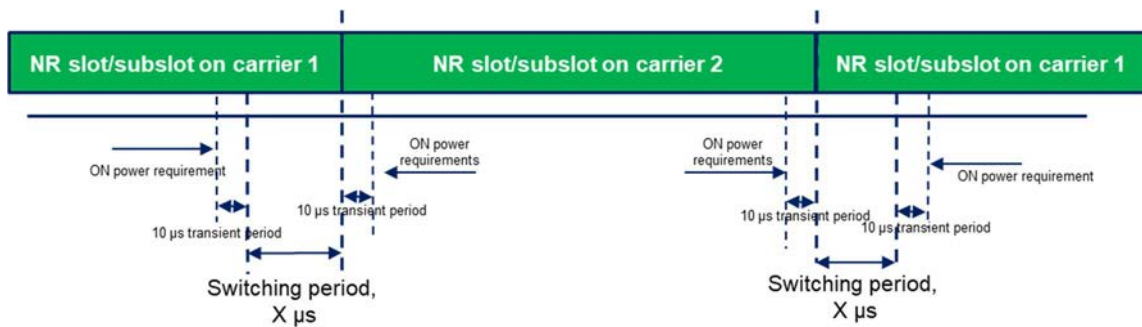 NR slot/subslot on carrier 1
NR slot/subslot on carrier 2
NR slot/subslot on carrier 1
ON power requirement
ON power
requirements
ON power
requirements
ON power requirement
10 µs transient period
10 µs transient period
10 µs transient period
10 µs transient period
Switching period,
X µs
Switching period,
X µs